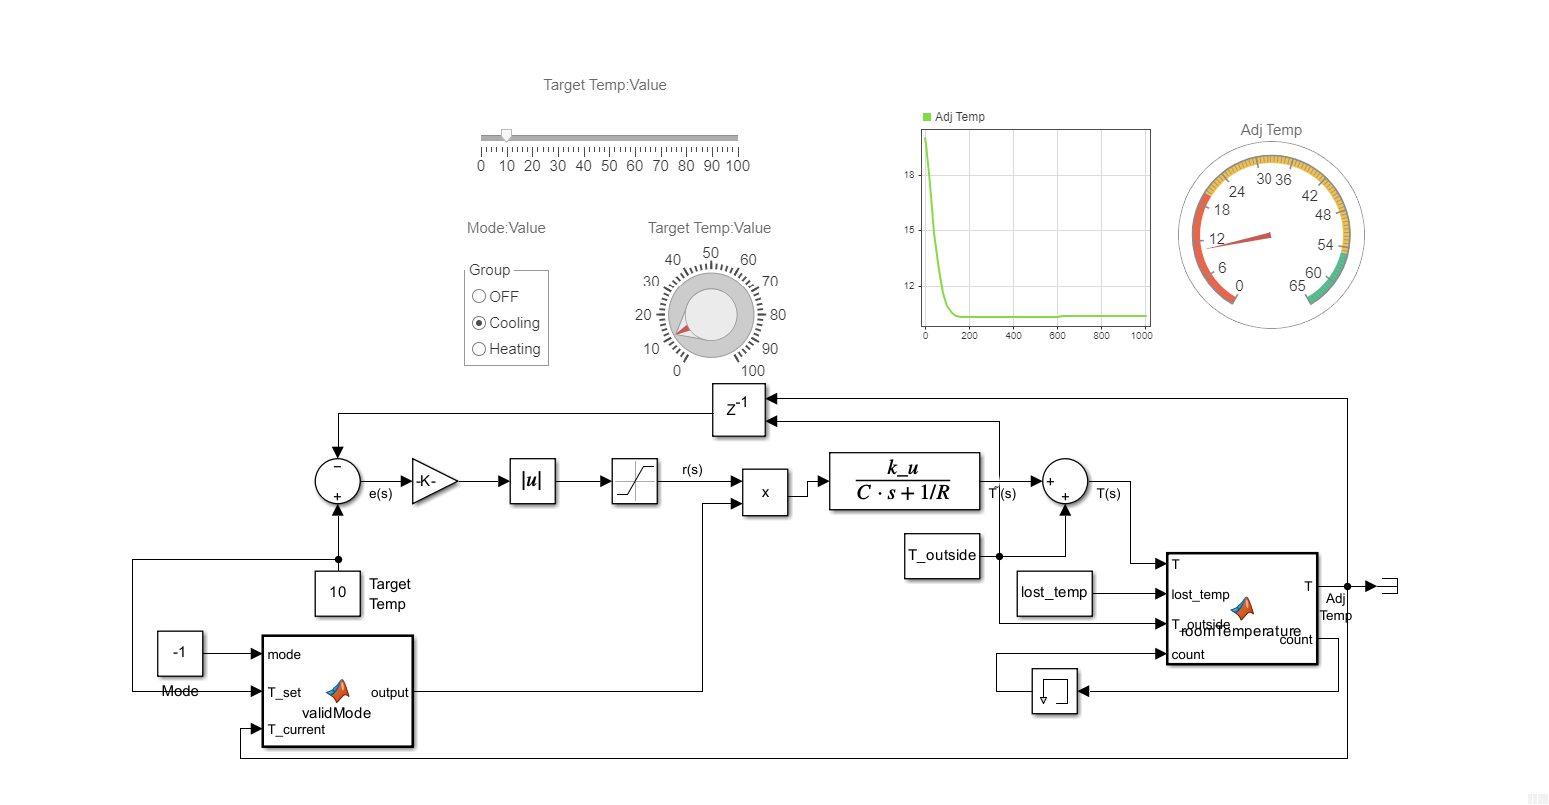 Target Temp:Value
0 10 20 30 40 50 60 70 80 90 100
Mode:Value
Group
OFF
Cooling
Heating
Target Temp:Value
0 10 20 30 40 50 60 70 80 90 100
Adj Temp
18
15
12
0 200 400 600 800 1000
Adj Temp
0 6 12 18 24 30 36 42 48 54 60 65
Z-1
−
+
e(s)
-K-
|u|
r(s)
x
k_u
C · s + 1/R
T'(s)
+
+
T(s)
10
Target
Temp
T_outside
lost_temp
T
lost_temp
T_outside
count
roomTemperature
T
count
Adj
Temp
-1
Mode
mode
T_set
T_current
validMode
output